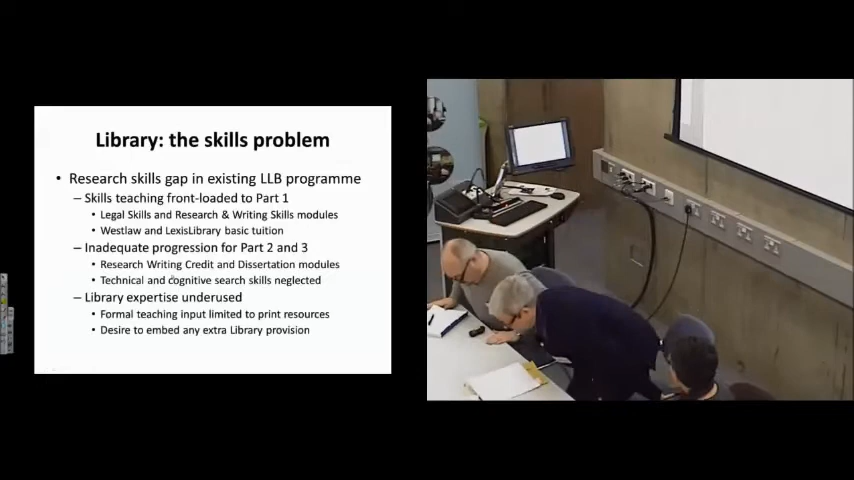 Library: the skills problem
• Research skills gap in existing LLB programme
– Skills teaching front-loaded to Part 1
• Legal Skills and Research & Writing Skills modules
• Westlaw and LexisLibrary basic tuition
– Inadequate progression for Part 2 and 3
• Research Writing Credit and Dissertation modules
• Technical and cognitive search skills neglected
– Library expertise underused
• Formal teaching input limited to print resources
• Desire to embed any extra Library provision